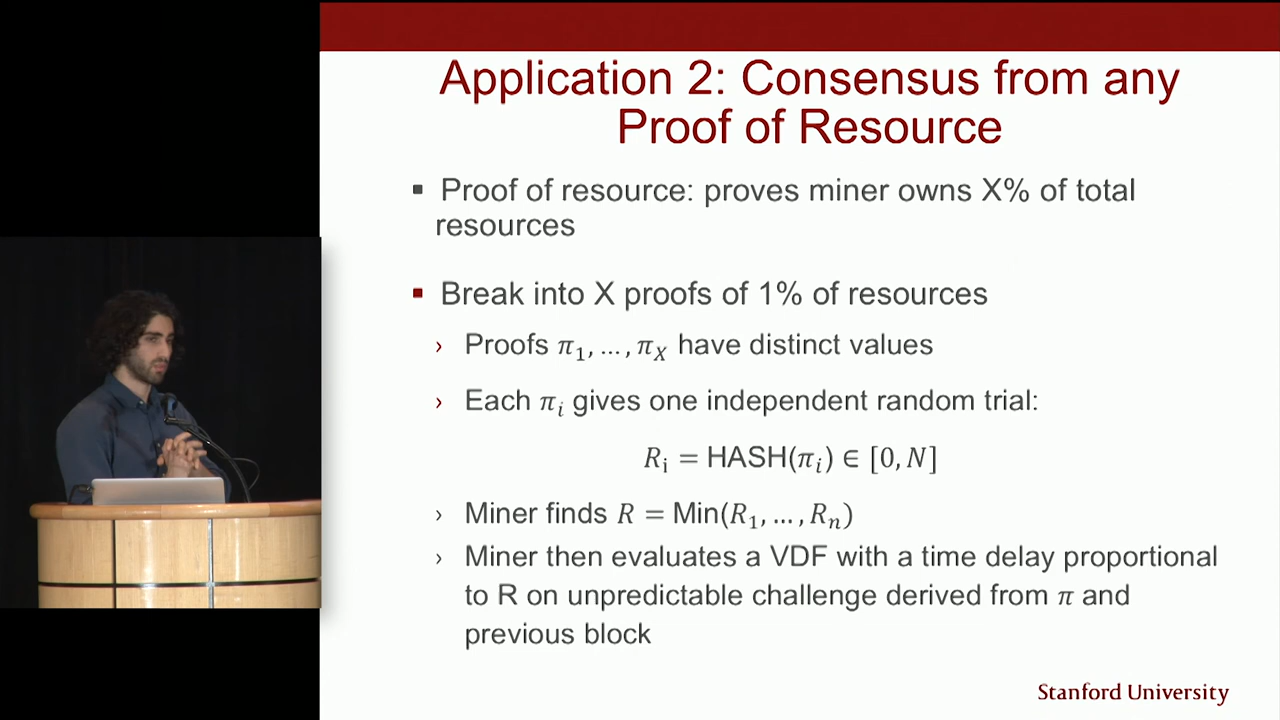 Application 2: Consensus from any
Proof of Resource
▪ Proof of resource: proves miner owns X% of total
resources
▪ Break into X proofs of 1% of resources
› Proofs π₁, … , π_X have distinct values
› Each π_i gives one independent random trial:
R_i = HASH(π_i) ∈ [0, N]
› Miner finds R = Min(R₁, … , R_n)
› Miner then evaluates a VDF with a time delay proportional
to R on unpredictable challenge derived from π and
previous block
Stanford University